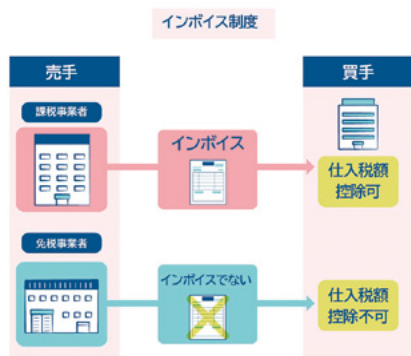 インボイス制度
売手
買手
課税事業者
インボイス
仕入税額
控除可
免税事業者
インボイスでない
仕入税額
控除不可